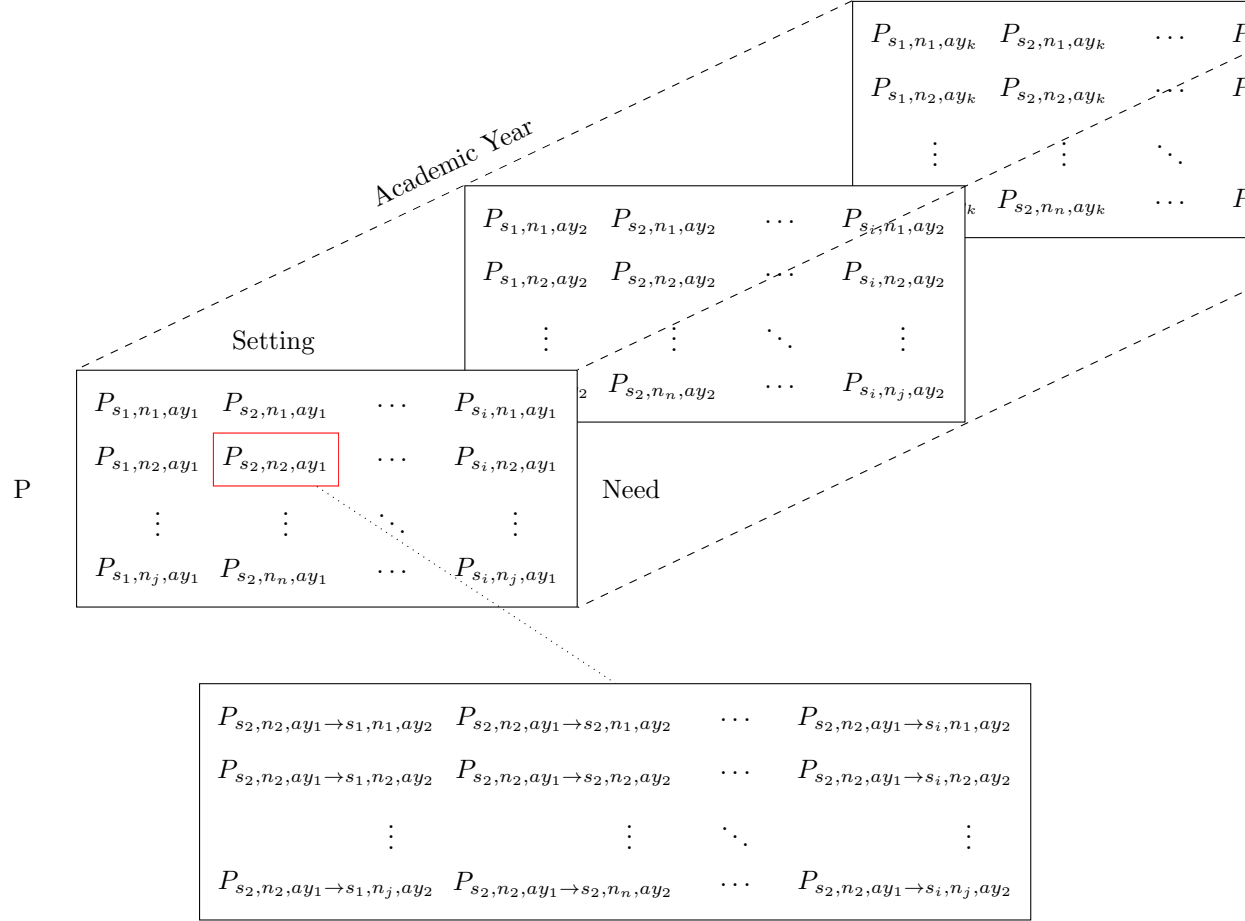 P_{s_1,n_1,ay_k} P_{s_2,n_1,ay_k} ⋯ P
P_{s_1,n_2,ay_k} P_{s_2,n_2,ay_k} ⋯ P
⋮ ⋮ ⋱
k P_{s_2,n_n,ay_k} ⋯ P
Academic Year
P_{s_1,n_1,ay_2} P_{s_2,n_1,ay_2} ⋯ P_{s_i,n_1,ay_2}
P_{s_1,n_2,ay_2} P_{s_2,n_2,ay_2} ⋯ P_{s_i,n_2,ay_2}
⋮ ⋮ ⋱ ⋮
2 P_{s_2,n_n,ay_2} ⋯ P_{s_i,n_j,ay_2}
Setting
P_{s_1,n_1,ay_1} P_{s_2,n_1,ay_1} ⋯ P_{s_i,n_1,ay_1}
P_{s_1,n_2,ay_1} P_{s_2,n_2,ay_1} ⋯ P_{s_i,n_2,ay_1}
⋮ ⋮ ⋱ ⋮
P_{s_1,n_j,ay_1} P_{s_2,n_n,ay_1} ⋯ P_{s_i,n_j,ay_1}
P
Need
P_{s_2,n_2,ay_1→s_1,n_1,ay_2} P_{s_2,n_2,ay_1→s_2,n_1,ay_2} ⋯ P_{s_2,n_2,ay_1→s_i,n_1,ay_2}
P_{s_2,n_2,ay_1→s_1,n_2,ay_2} P_{s_2,n_2,ay_1→s_2,n_2,ay_2} ⋯ P_{s_2,n_2,ay_1→s_i,n_2,ay_2}
⋮ ⋮ ⋱ ⋮
P_{s_2,n_2,ay_1→s_1,n_j,ay_2} P_{s_2,n_2,ay_1→s_2,n_n,ay_2} ⋯ P_{s_2,n_2,ay_1→s_i,n_j,ay_2}